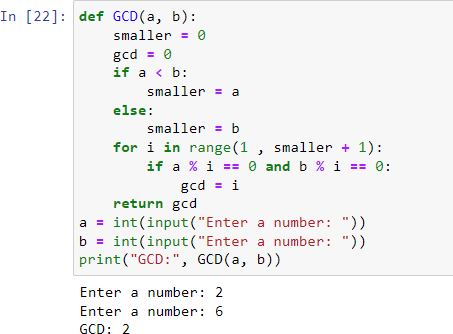 In [22]: def GCD(a, b):
    smaller = 0
    gcd = 0
    if a < b:
        smaller = a
    else:
        smaller = b
    for i in range(1 , smaller + 1):
        if a % i == 0 and b % i == 0:
            gcd = i
    return gcd
a = int(input("Enter a number: "))
b = int(input("Enter a number: "))
print("GCD:", GCD(a, b))
Enter a number: 2
Enter a number: 6
GCD: 2